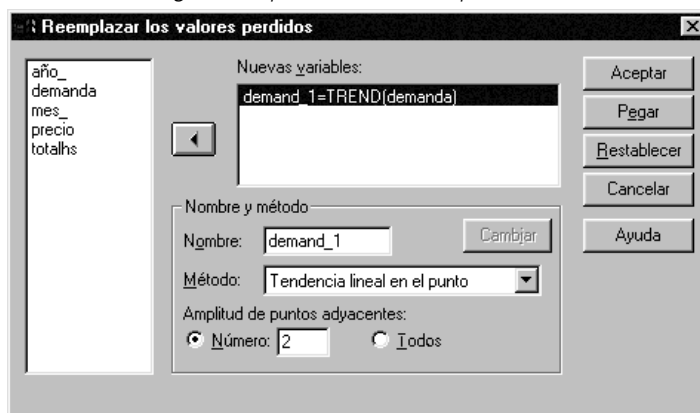 Reemplazar los valores perdidos
año_
demanda
mes_
precio
totalhs
Nuevas variables:
demand_1=TREND(demanda)
Nombre y método
Nombre: demand_1
Cambiar
Método: Tendencia lineal en el punto
Amplitud de puntos adyacentes:
Número: 2
Todos
Aceptar
Pegar
Restablecer
Cancelar
Ayuda